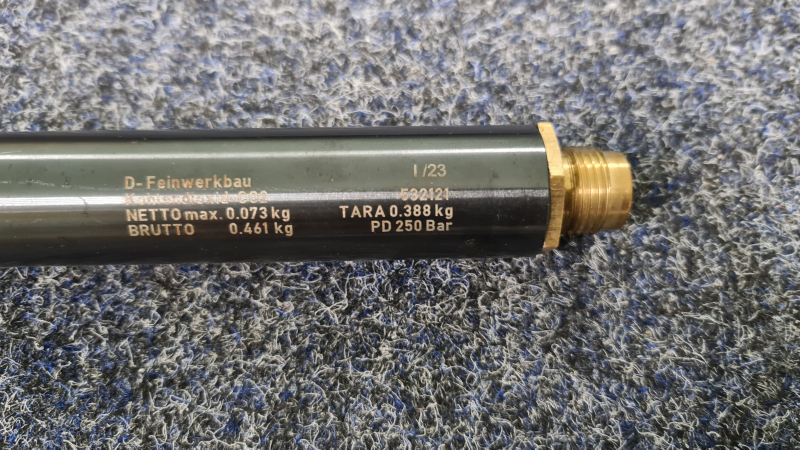 D-Feinwerkbau I/23
532121
NETTO max. 0.073 kg TARA 0.388 kg
BRUTTO 0.461 kg PD 250 Bar